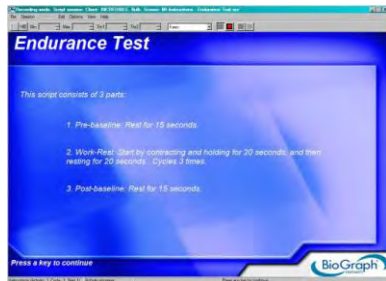 Endurance Test
This script consists of 3 parts:
1. Pre-baseline: Rest for 15 seconds.
2. Work-Rest: Start by contracting and holding for 20 seconds, and then
resting for 20 seconds. Cycles 3 times.
3. Post-baseline: Rest for 15 seconds.
Press a key to continue
BioGraph